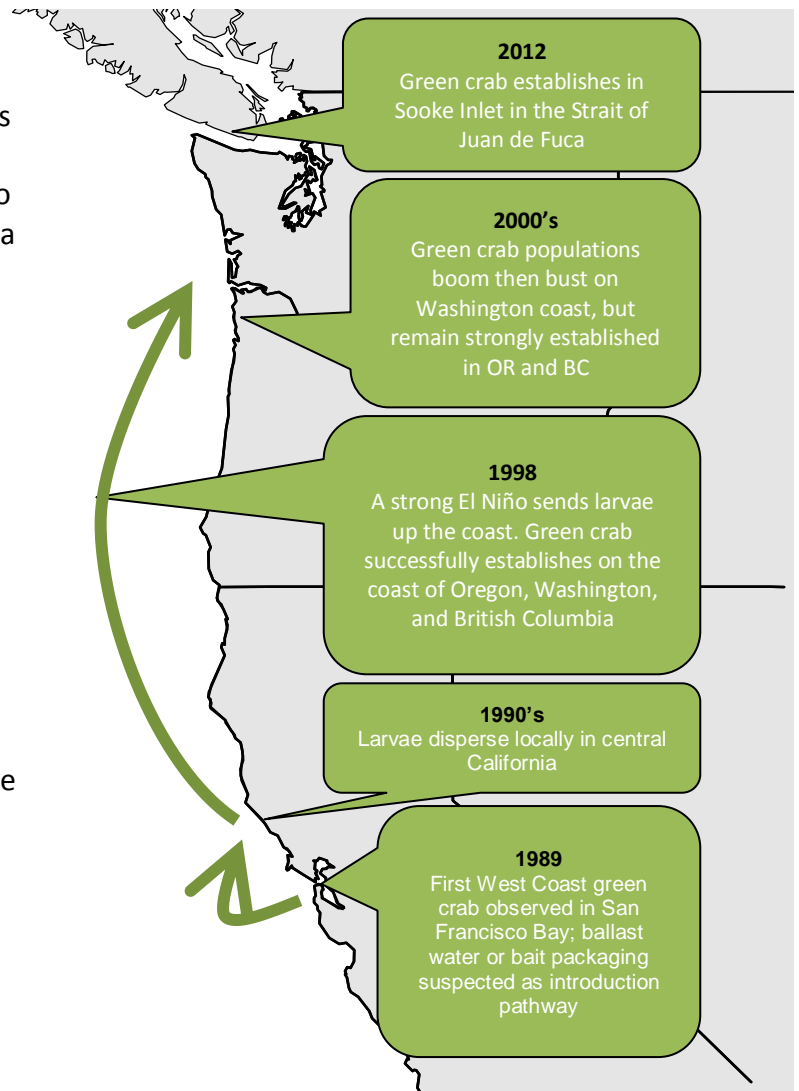 s
o
a
e
2012
Green crab establishes in
Sooke Inlet in the Strait of
Juan de Fuca
2000's
Green crab populations
boom then bust on
Washington coast, but
remain strongly established
in OR and BC
1998
A strong El Niño sends larvae
up the coast. Green crab
successfully establishes on the
coast of Oregon, Washington,
and British Columbia
1990's
Larvae disperse locally in central
California
1989
First West Coast green
crab observed in San
Francisco Bay; ballast
water or bait packaging
suspected as introduction
pathway